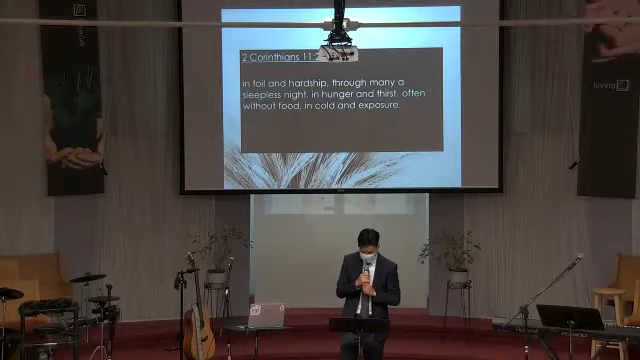 2 Corinthians 11:2
in toil and hardship, through many a
sleepless night, in hunger and thirst, often
without food, in cold and exposure.
loving